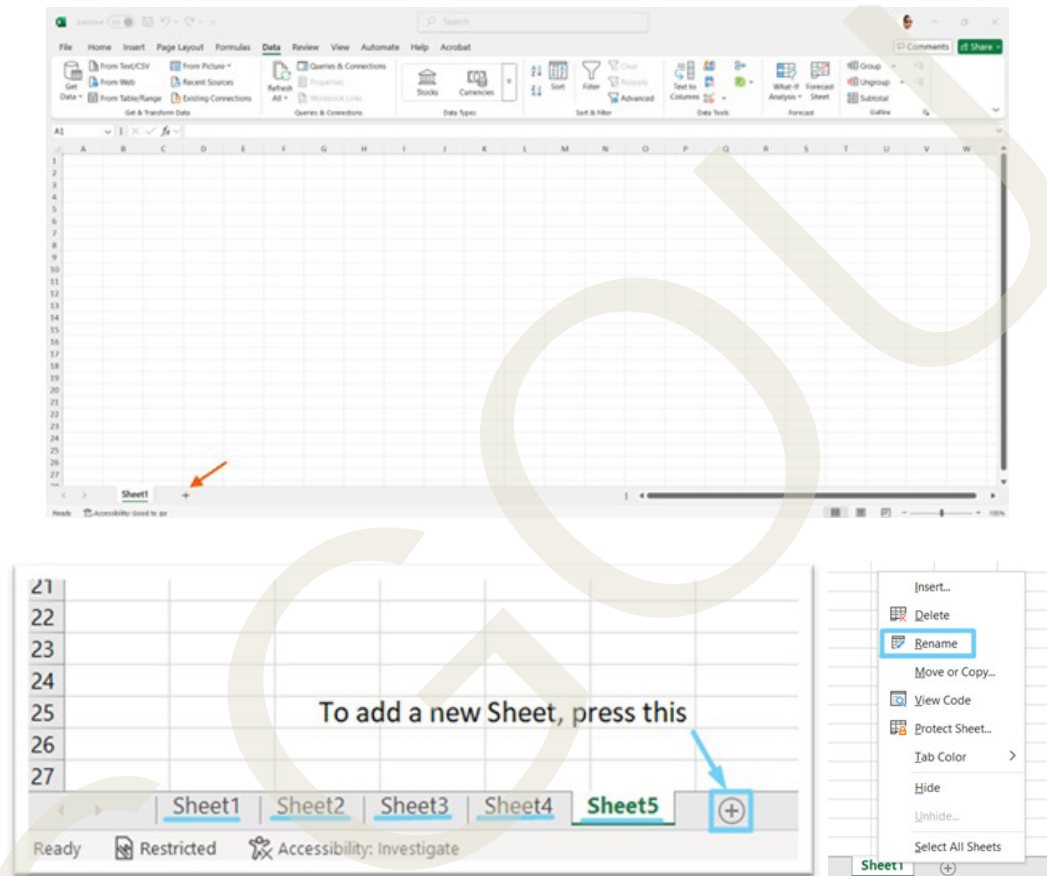 Search
File Home Insert Page Layout Formulas Data Review View Automate Help Acrobat
Comments Share
Get Data
From Text/CSV
From Web
From Table/Range
From Picture
Recent Sources
Existing Connections
Get & Transform Data
Refresh All
Queries & Connections
Properties
Workbook Links
Queries & Connections
Stocks Currencies
Data Types
Sort
Filter
Clear
Reapply
Advanced
Sort & Filter
Text to Columns
Data Tools
What-If Analysis
Forecast Sheet
Forecast
Group
Ungroup
Subtotal
Outline
A1 fx
A B C D E F G H I J K L M N O P Q R S T U V W
1
2
3
4
5
6
7
8
9
10
11
12
13
14
15
16
17
18
19
20
21
22
23
24
25
26
27
Sheet1 +
Ready Accessibility: Good to go 100%
21
22
23
24
25 To add a new Sheet, press this
26
27
Sheet1 Sheet2 Sheet3 Sheet4 Sheet5
Ready Restricted Accessibility: Investigate
Insert...
Delete
Rename
Move or Copy...
View Code
Protect Sheet...
Tab Color
Hide
Unhide...
Select All Sheets
Sheet1
SGOU